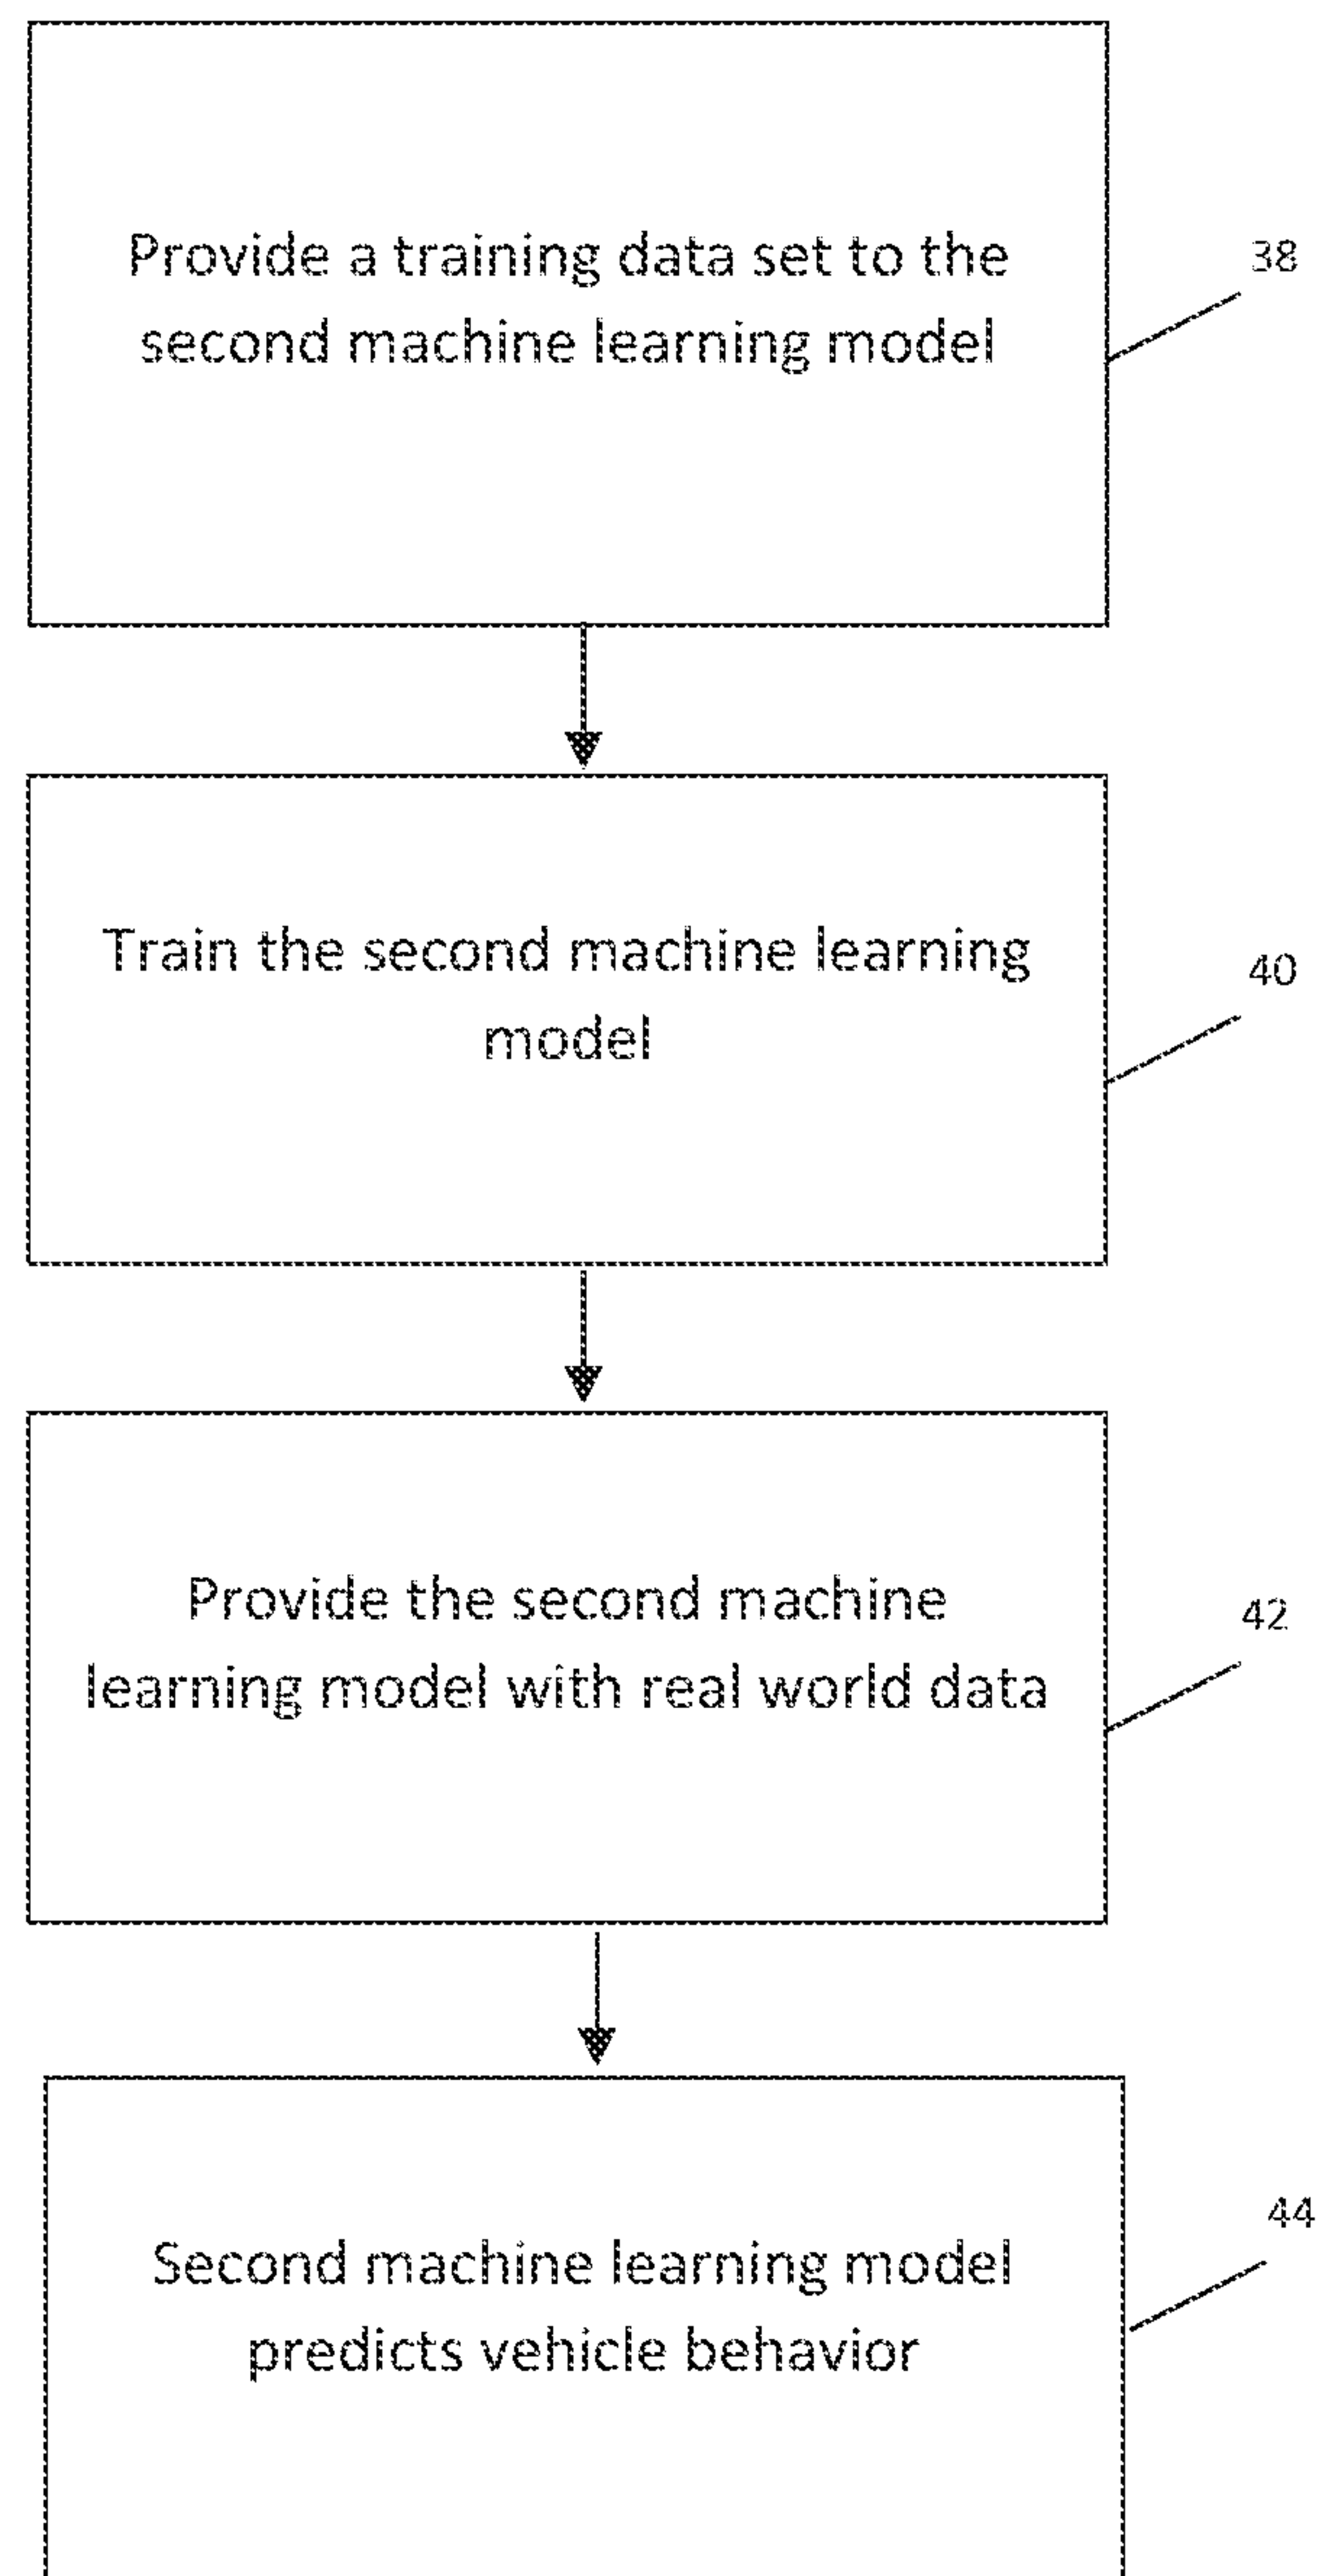 Provide a training data set to the
second machine learning model
38
Train the second machine learning
model
40
Provide the second machine
learning model with real world data
42
Second machine learning model
predicts vehicle behavior
44